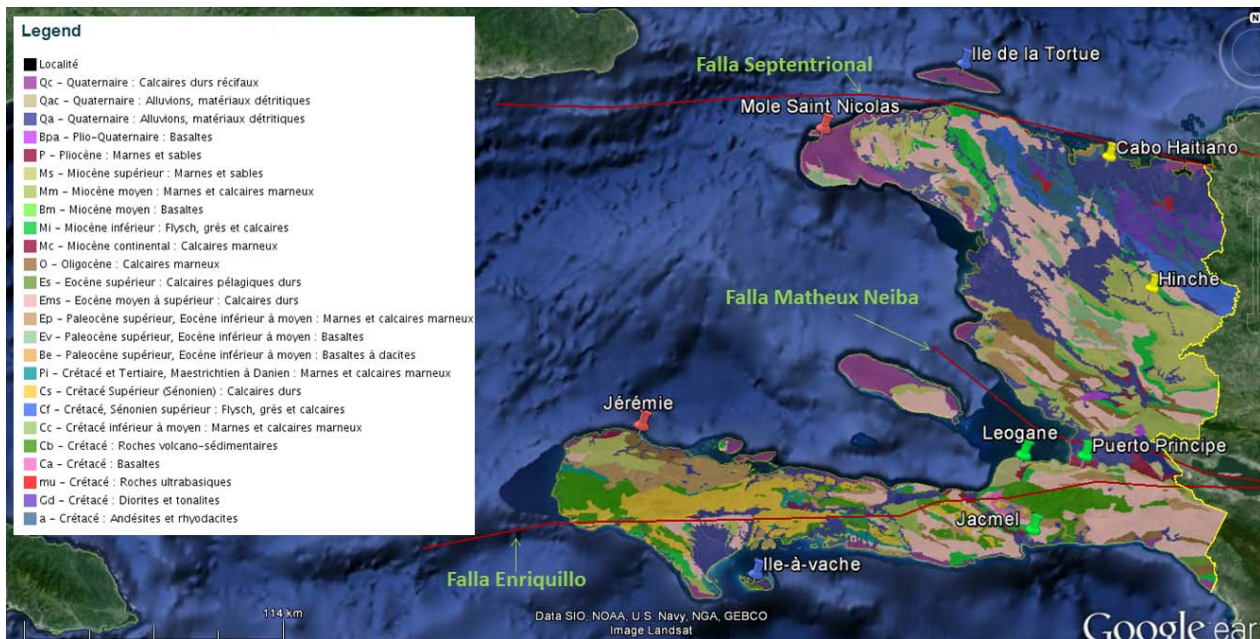 Legend
Localité
Qc – Quaternaire : Calcaires durs récifaux
Qac – Quaternaire : Alluvions, matériaux détritiques
Qa – Quaternaire : Alluvions, matériaux détritiques
Bpa – Plio-Quaternaire : Basaltes
P – Pliocène : Marnes et sables
Ms – Miocène supérieur : Marnes et sables
Mm – Miocène moyen : Marnes et calcaires marneux
Bm – Miocène moyen : Basaltes
Mi – Miocène inférieur : Flysch, grès et calcaires
Mc – Miocène continental : Calcaires marneux
O – Oligocène : Calcaires marneux
Es – Eocène supérieur : Calcaires pélagiques durs
Ems – Eocène moyen à supérieur : Calcaires durs
Ep – Paleocène supérieur, Eocène inférieur à moyen : Marnes et calcaires marneux
Ev – Paleocène supérieur, Eocène inférieur à moyen : Basaltes
Be – Paleocène supérieur, Eocène inférieur à moyen : Basaltes à dacites
Pi – Crétacé et Tertiaire, Maestrichtien à Danien : Marnes et calcaires marneux
Cs – Crétacé Supérieur (Sénonien) : Calcaires durs
Cf – Crétacé, Sénonien supérieur : Flysch, grès et calcaires
Cc – Crétacé inférieur à moyen : Marnes et calcaires marneux
Cb – Crétacé : Roches volcano-sédimentaires
Ca – Crétacé : Basaltes
mu – Crétacé : Roches ultrabasiques
Gd – Crétacé : Diorites et tonalites
a – Crétacé : Andésites et rhyodacites
N
Ile de la Tortue
Falla Septentrional
Mole Saint Nicolas
Cabo Haitiano
Hinche
Falla Matheux Neiba
Jérémie
Leogane
Puerto Principe
Jacmel
Ile-à-vache
Falla Enriquillo
114 km
Data SIO, NOAA, U.S. Navy, NGA, GEBCO
Image Landsat
Google ear